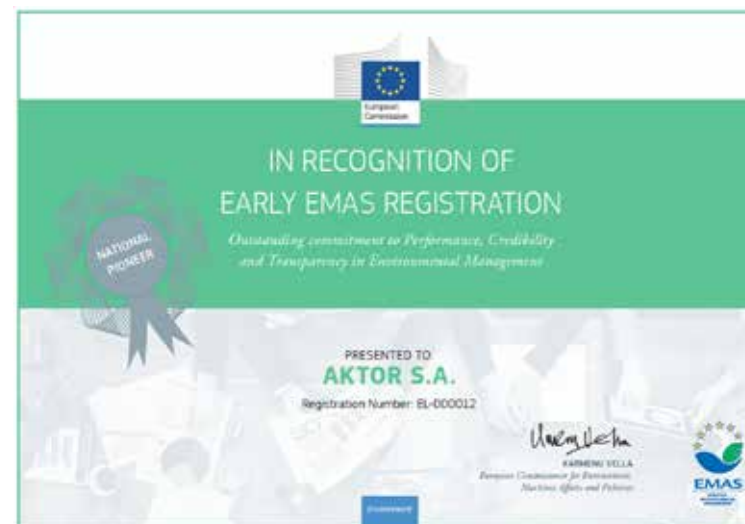 European
Commission
IN RECOGNITION OF
EARLY EMAS REGISTRATION
Outstanding commitment to Performance, Credibility
and Transparency in Environmental Management
NATIONAL
PIONEER
PRESENTED TO
AKTOR S.A.
Registration Number: EL-000012
KARMENU VELLA
European Commissioner for Environment,
Maritime Affairs and Fisheries
EMAS
Environment